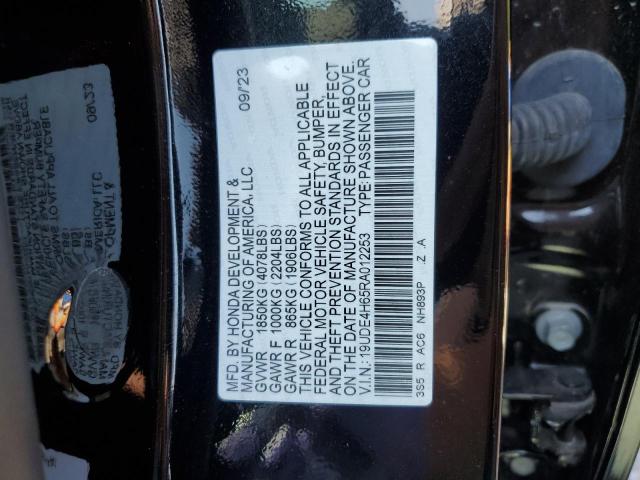 MFD. BY HONDA DEVELOPMENT & 09/23
MANUFACTURING OF AMERICA, LLC
GVWR 1850KG (4078LBS)
GAWR F 1000KG (2204LBS)
GAWR R 865KG (1906LBS)
THIS VEHICLE CONFORMS TO ALL APPLICABLE
FEDERAL MOTOR VEHICLE SAFETY, BUMPER,
AND THEFT PREVENTION STANDARDS IN EFFECT
ON THE DATE OF MANUFACTURE SHOWN ABOVE.
V.I.N.: 19UDE4H65RA012253 TYPE: PASSENGER CAR
3S5 R AC6 NH893P Z .A